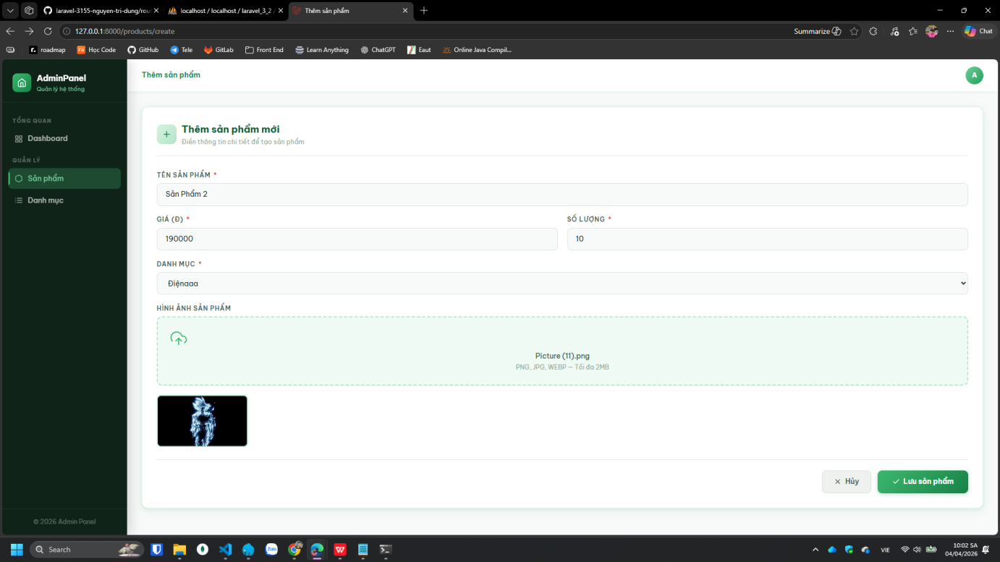 laravel-3155-nguyen-tri-dung/rout
localhost / localhost / laravel_3_2 /
Thêm sản phẩm
127.0.0.1:8000/products/create
Summarize
Chat
roadmap
F8 Học Code
GitHub
Tele
GitLab
Front End
Learn Anything
ChatGPT
Eaut
Online Java Compil...
AdminPanel
Quản lý hệ thống
Thêm sản phẩm
A
TỔNG QUAN
Dashboard
QUẢN LÝ
Sản phẩm
Danh mục
Thêm sản phẩm mới
Điền thông tin chi tiết để tạo sản phẩm
TÊN SẢN PHẨM *
Sản Phẩm 2
GIÁ (Đ) *
SỐ LƯỢNG *
190000
10
DANH MỤC *
Điệnaaa
HÌNH ẢNH SẢN PHẨM
Picture (11).png
PNG, JPG, WEBP — Tối đa 2MB
Hủy
Lưu sản phẩm
© 2026 Admin Panel
Search
Zalo
VIE
10:02 SA
04/04/2026